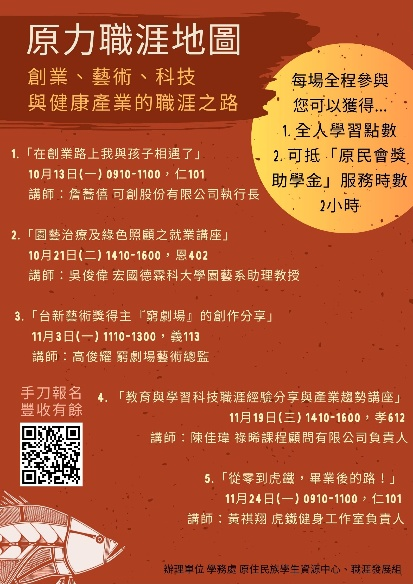 原力職涯地圖
創業、藝術、科技
與健康產業的職涯之路
每場全程參與
您可以獲得...
1. 全人學習點數
2. 可抵「原民會獎
助學金」服務時數
2小時
1.「在創業路上我與孩子相遇了」
10月13日(一) 0910-1100，仁101
講師：詹蕎僖 可創股份有限公司執行長
2.「園藝治療及綠色照顧之就業講座」
10月21日(二) 1410-1600，恩402
講師：吳俊偉 宏國德霖科大學園藝系助理教授
3.「台新藝術獎得主『窮劇場』的創作分享」
11月3日(一) 1110-1300，義113
講師：高俊耀 窮劇場藝術總監
手刀報名
豐收有餘
4. 「教育與學習科技職涯經驗分享與產業趨勢講座」
11月19日(三) 1410-1600，孝612
講師：陳佳瑋 祿晞課程顧問有限公司負責人
5.「從零到虎鐵，畢業後的路！」
11月24日(一) 0910-1100，仁101
講師：黃祺翔 虎鐵健身工作室負責人
辦理單位 學務處 原住民族學生資源中心、職涯發展組